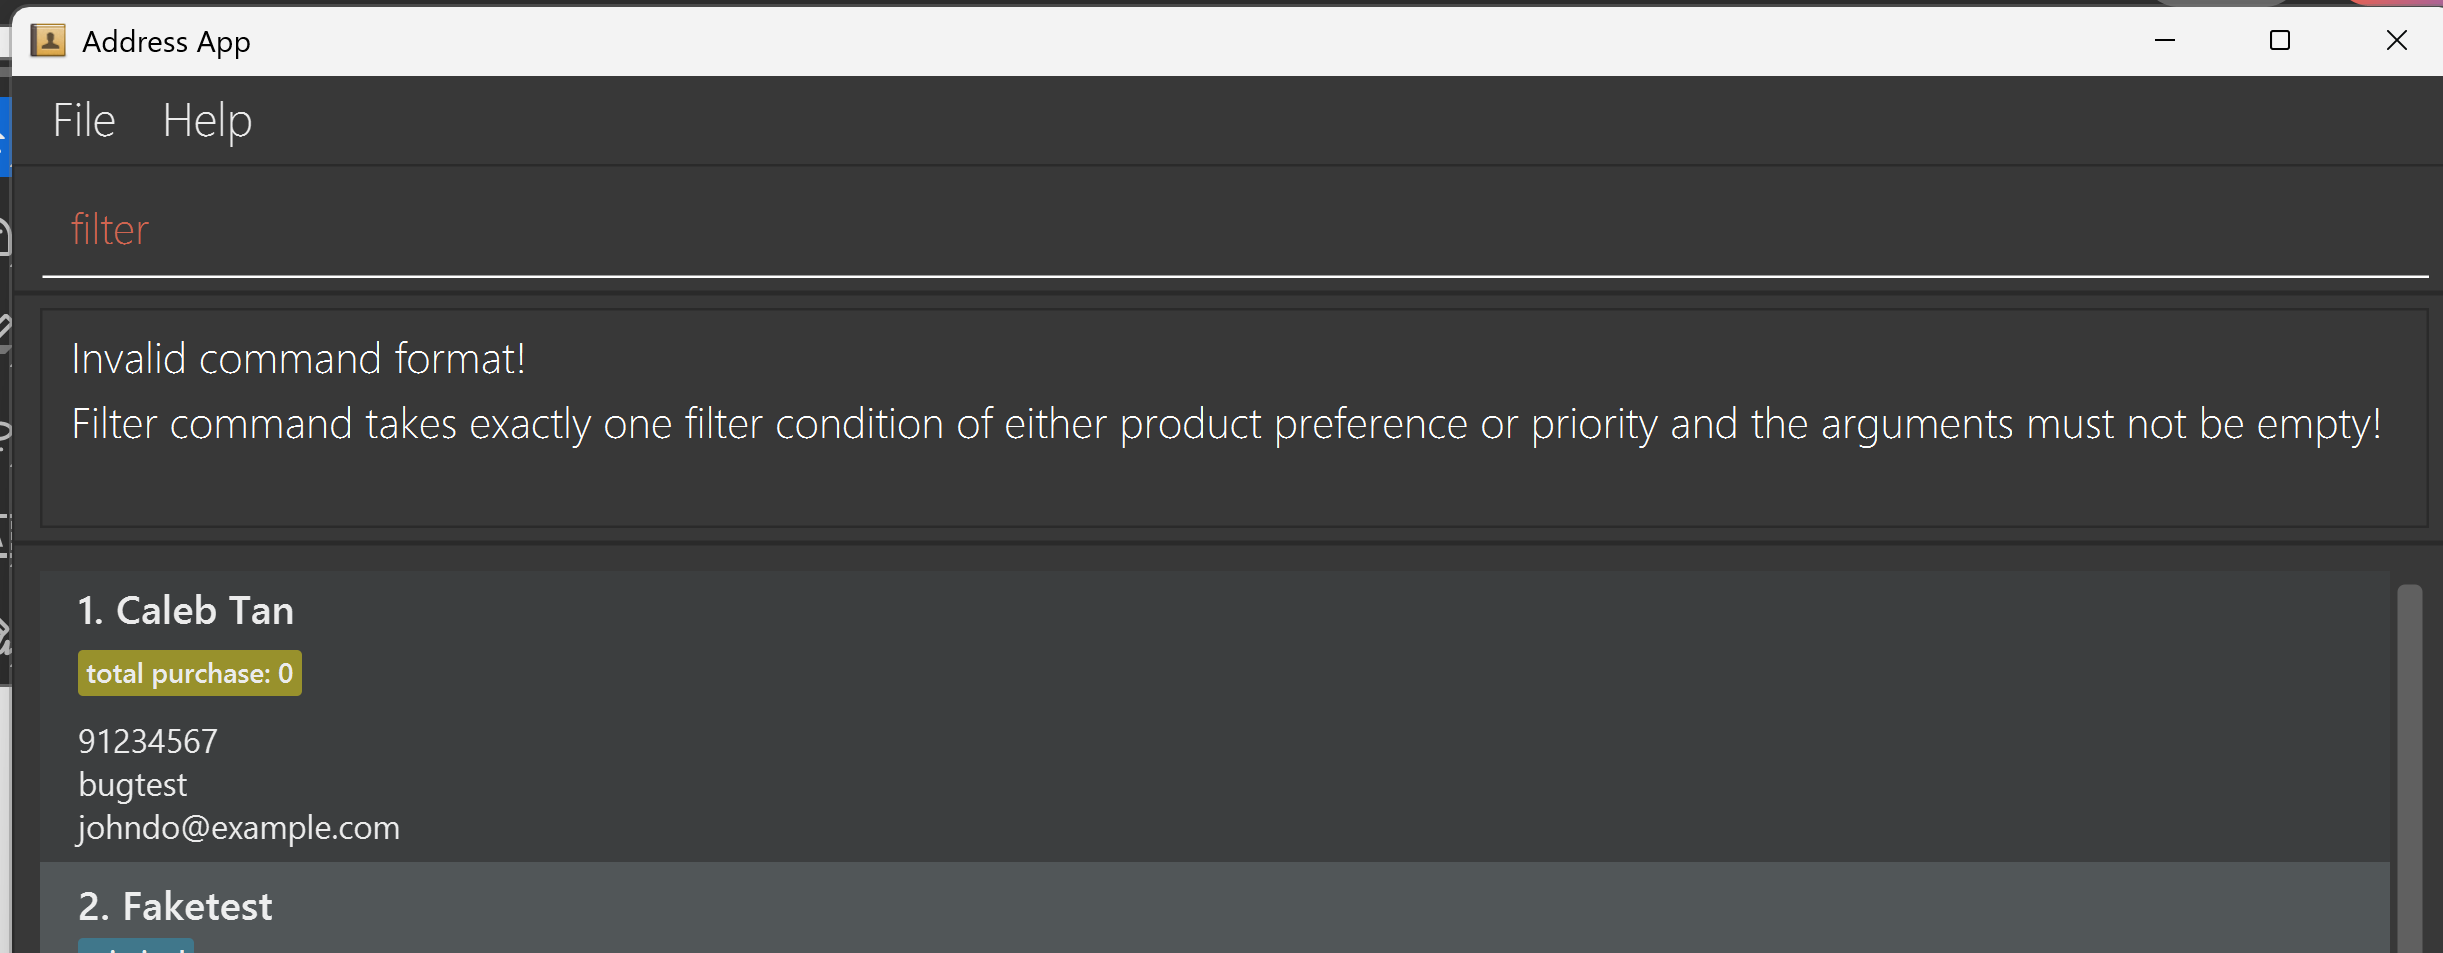 Address App
File Help
filter
Invalid command format!
Filter command takes exactly one filter condition of either product preference or priority and the arguments must not be empty!
1. Caleb Tan
total purchase: 0
91234567
bugtest
johndo@example.com
2. Faketest